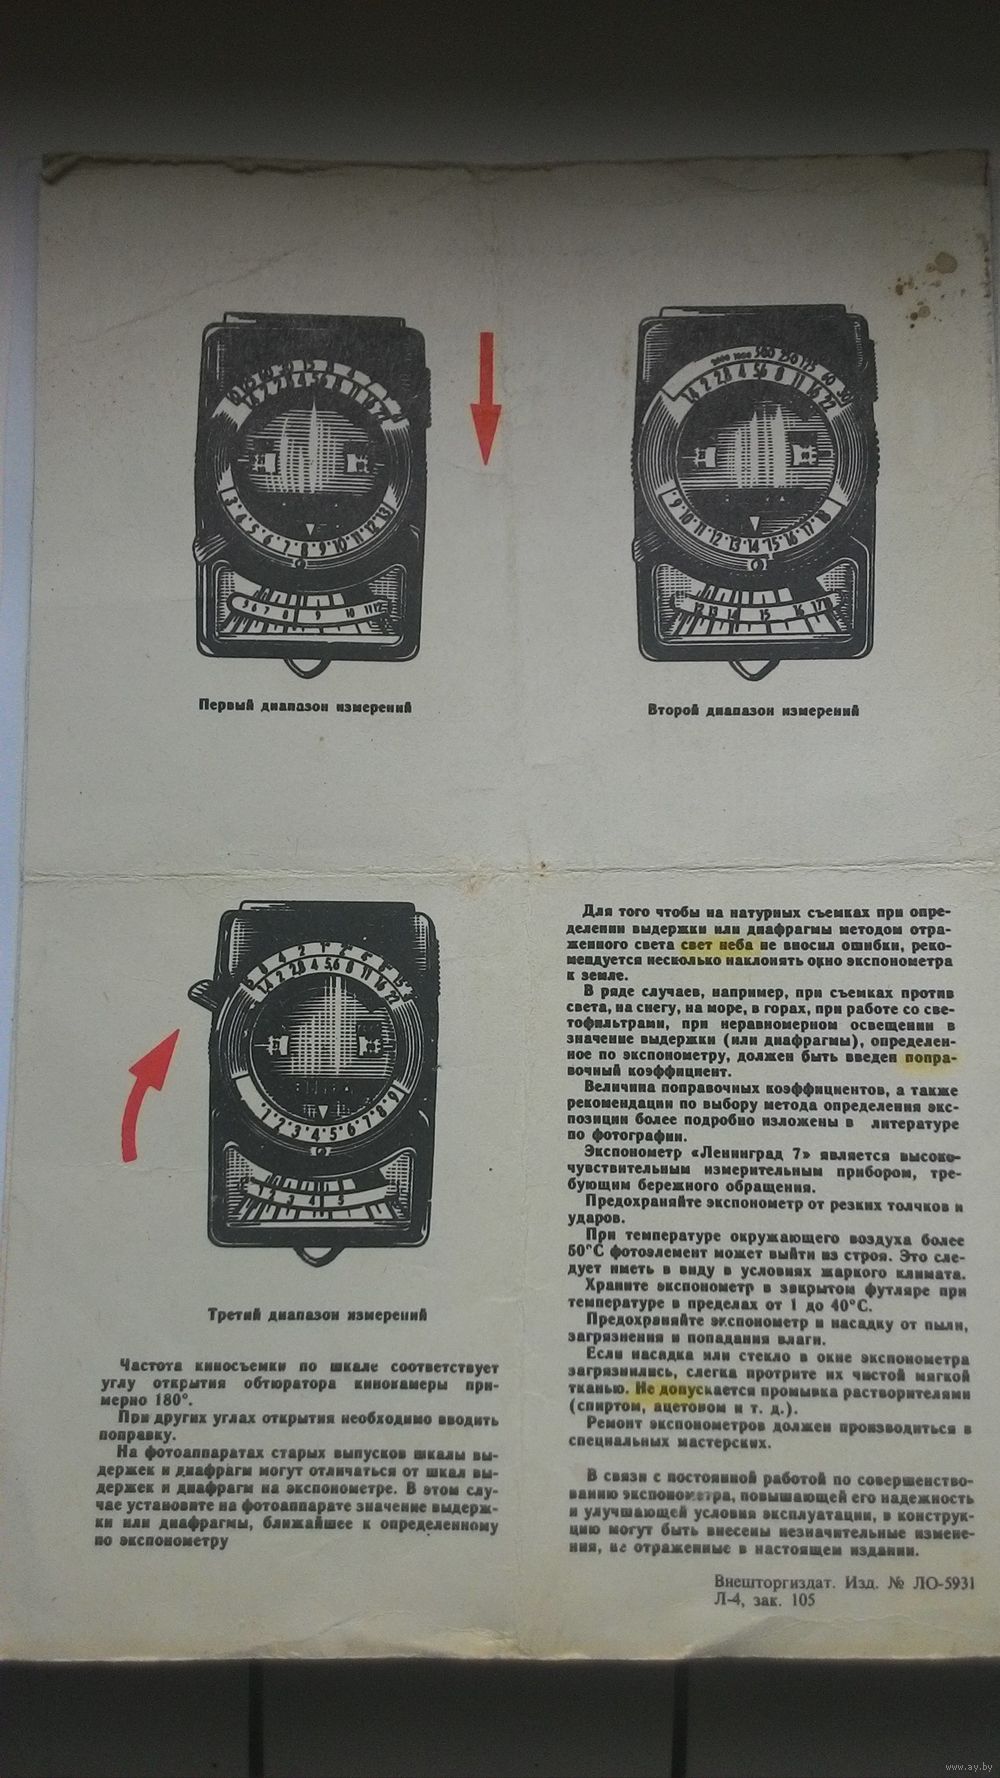 Первый диапазон измерений
Второй диапазон измерений
Третий диапазон измерений
Частота киносъемки по шкале соответствует
углу открытия обтюратора кинокамеры при-
мерно 180°.
При других углах открытия необходимо вводить
поправку.
На фотоаппаратах старых выпусков шкалы вы-
держек и диафрагм могут отличаться от шкал вы-
держек и диафрагм на экспонометре. В этом слу-
чае установите на фотоаппарате значение выдерж-
ки или диафрагмы, ближайшее к определенному
по экспонометру
Для того чтобы на натурных съемках при опре-
делении выдержки или диафрагмы методом отра-
женного света свет неба не вносил ошибки, реко-
мендуется несколько наклонять окно экспонометра
к земле.
В ряде случаев, например, при съемках против
света, на снегу, на море, в горах, при работе со све-
тофильтрами, при неравномерном освещении в
значение выдержки (или диафрагмы), определен-
ное по экспонометру, должен быть введен попра-
вочный коэффициент.
Величина поправочных коэффициентов, а также
рекомендации по выбору метода определения экс-
позиции более подробно изложены в литературе
по фотографии.
Экспонометр «Ленинград 7» является высоко-
чувствительным измерительным прибором, тре-
бующим бережного обращения.
Предохраняйте экспонометр от резких толчков и
ударов.
При температуре окружающего воздуха более
50°С фотоэлемент может выйти из строя. Это сле-
дует иметь в виду в условиях жаркого климата.
Храните экспонометр в закрытом футляре при
температуре в пределах от 1 до 40°С.
Предохраняйте экспонометр и насадку от пыли,
загрязнения и попадания влаги.
Если насадка или стекло в окне экспонометра
загрязнились, слегка протрите их чистой мягкой
тканью. Не допускается промывка растворителями
(спиртом, ацетоном и т. д.).
Ремонт экспонометров должен производиться в
специальных мастерских.
В связи с постоянной работой по совершенство-
ванию экспонометра, повышающей его надежность
и улучшающей условия эксплуатации, в конструк-
цию могут быть внесены незначительные измене-
ния, не отраженные в настоящем издании.
Внешторгиздат. Изд. № ЛО-5931
Л-4, зак. 105
www.ay.by